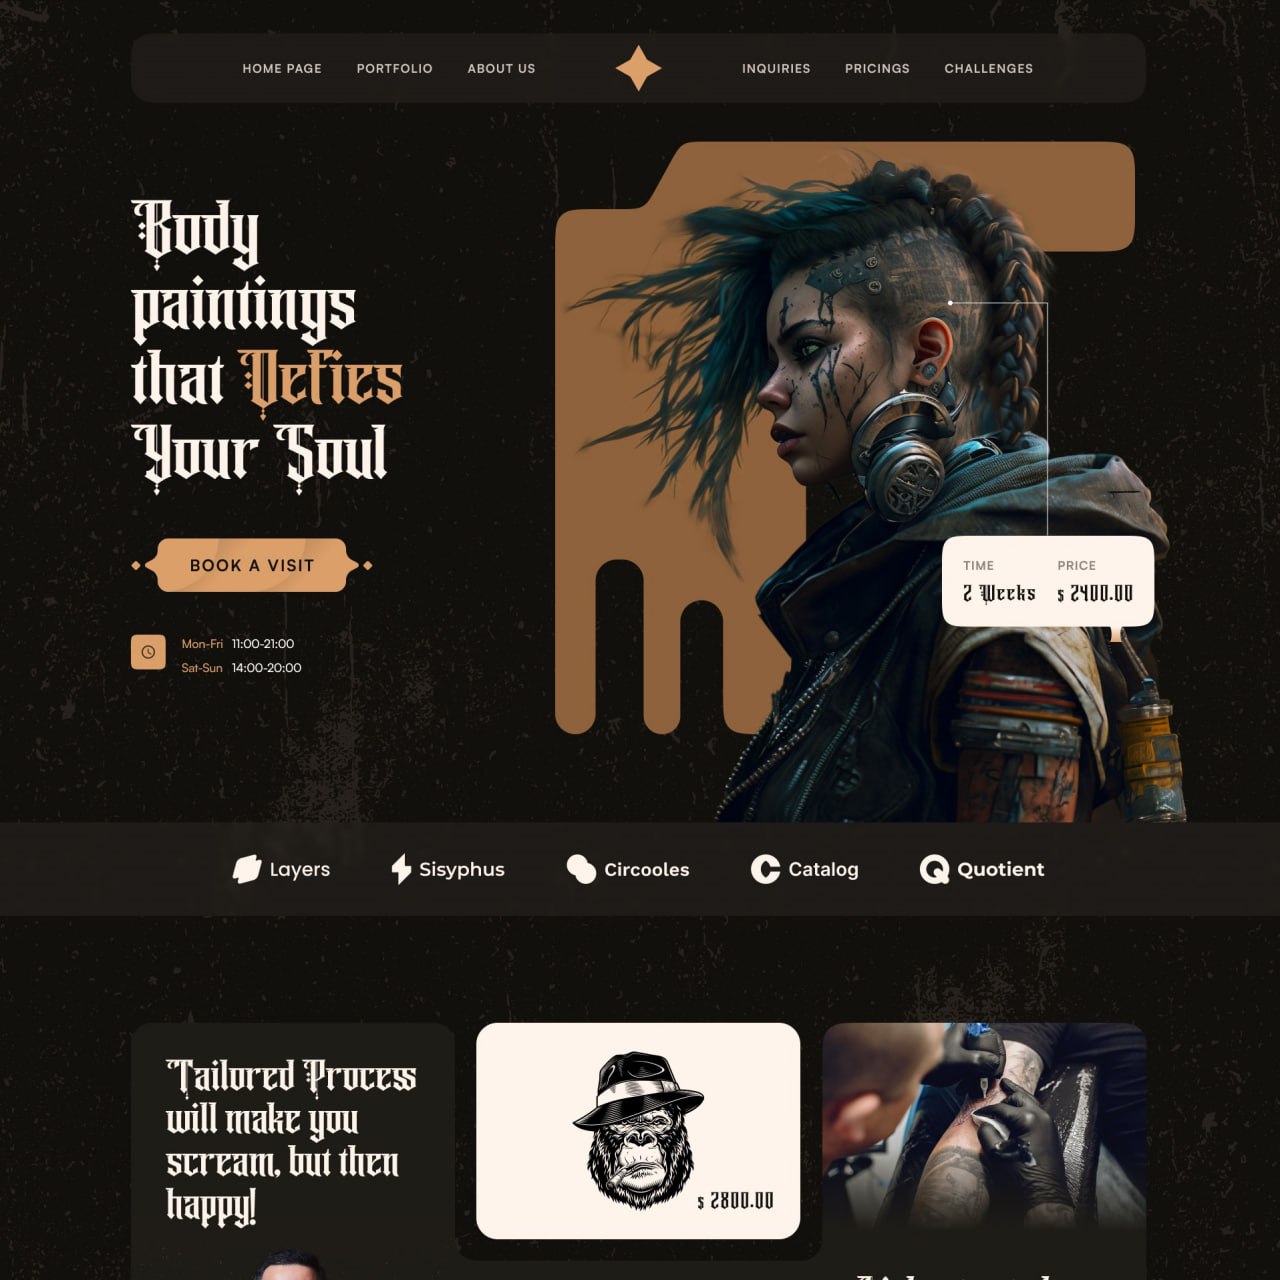 HOME PAGE PORTFOLIO ABOUT US INQUIRIES PRICINGS CHALLENGES
Body
paintings
that Defies
Your Soul
BOOK A VISIT
Mon-Fri 11:00-21:00
Sat-Sun 14:00-20:00
TIME PRICE
2 Weeks $ 2400.00
Layers Sisyphus Circooles Catalog Quotient
Tailored Process
will make you
scream, but then
happy!
$ 2800.00